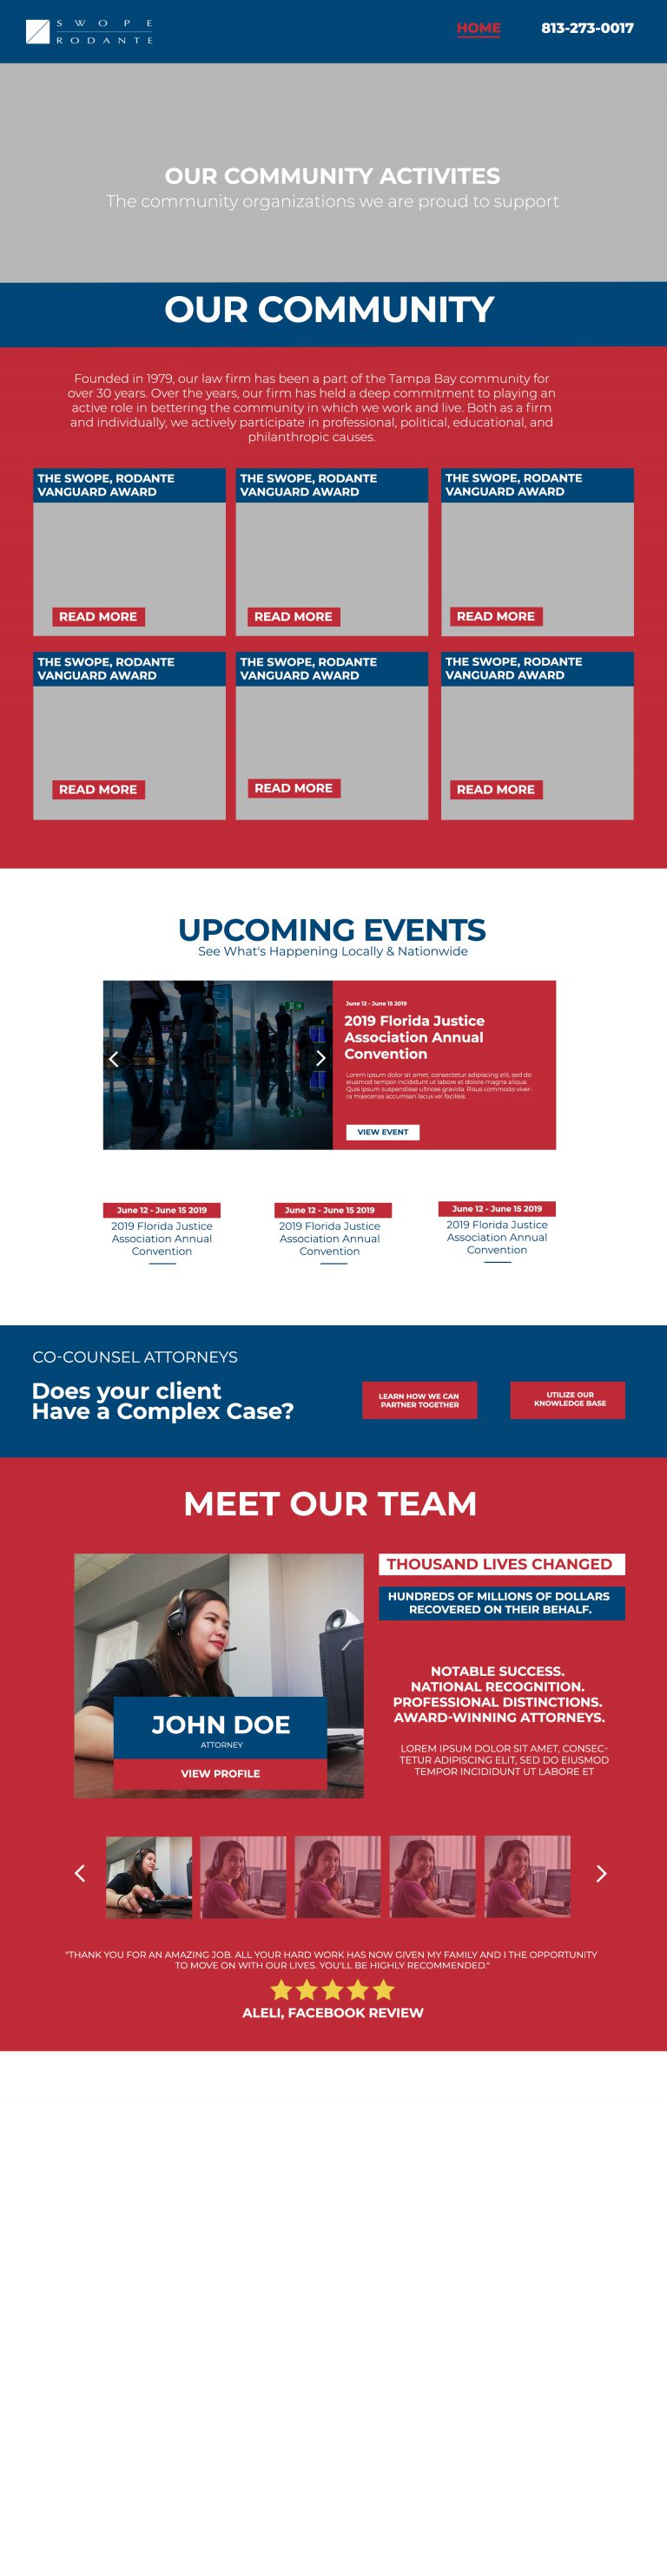 SWOPE
RODANTE
HOME
813-273-0017
OUR COMMUNITY ACTIVITES
The community organizations we are proud to support
OUR COMMUNITY
Founded in 1979, our law firm has been a part of the Tampa Bay community for
over 30 years. Over the years, our firm has held a deep commitment to playing an
active role in bettering the community in which we work and live. Both as a firm
and individually, we actively participate in professional, political, educational, and
philanthropic causes.
THE SWOPE, RODANTE
VANGUARD AWARD
READ MORE
THE SWOPE, RODANTE
VANGUARD AWARD
READ MORE
THE SWOPE, RODANTE
VANGUARD AWARD
READ MORE
THE SWOPE, RODANTE
VANGUARD AWARD
READ MORE
THE SWOPE, RODANTE
VANGUARD AWARD
READ MORE
THE SWOPE, RODANTE
VANGUARD AWARD
READ MORE
UPCOMING EVENTS
See What's Happening Locally & Nationwide
June 12 - June 15 2019
2019 Florida Justice
Association Annual
Convention
Lorem ipsum dolor sit amet, consectetur adipiscing elit, sed do
eiusmod tempor incididunt ut labore et dolore magna aliqua.
Quis ipsum suspendisse ultrices gravida. Risus commodo viver-
ra maecenas accumsan lacus vel facilisis.
VIEW EVENT
June 12 - June 15 2019
2019 Florida Justice
Association Annual
Convention
June 12 - June 15 2019
2019 Florida Justice
Association Annual
Convention
June 12 - June 15 2019
2019 Florida Justice
Association Annual
Convention
CO-COUNSEL ATTORNEYS
Does your client
Have a Complex Case?
LEARN HOW WE CAN
PARTNER TOGETHER
UTILIZE OUR
KNOWLEDGE BASE
MEET OUR TEAM
JOHN DOE
ATTORNEY
VIEW PROFILE
THOUSAND LIVES CHANGED
HUNDREDS OF MILLIONS OF DOLLARS
RECOVERED ON THEIR BEHALF.
NOTABLE SUCCESS.
NATIONAL RECOGNITION.
PROFESSIONAL DISTINCTIONS.
AWARD-WINNING ATTORNEYS.
LOREM IPSUM DOLOR SIT AMET, CONSEC-
TETUR ADIPISCING ELIT, SED DO EIUSMOD
TEMPOR INCIDIDUNT UT LABORE ET
"THANK YOU FOR AN AMAZING JOB. ALL YOUR HARD WORK HAS NOW GIVEN MY FAMILY AND I THE OPPORTUNITY
TO MOVE ON WITH OUR LIVES. YOU'LL BE HIGHLY RECOMMENDED."
ALELI, FACEBOOK REVIEW